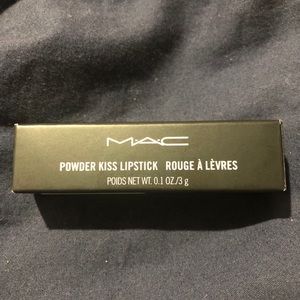 MAC
POWDER KISS LIPSTICK ROUGE À LÈVRES
POIDS NET WT. 0.1 OZ./3 g